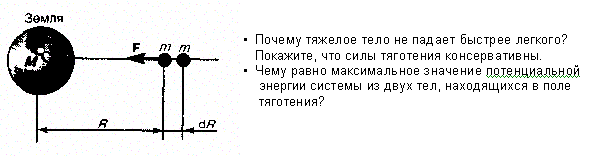 Земля
M
F
m
m
R
dR
• Почему тяжелое тело не падает быстрее легкого?
Покажите, что силы тяготения консервативны.
• Чему равно максимальное значение потенциальной
энергии системы из двух тел, находящихся в поле
тяготения?